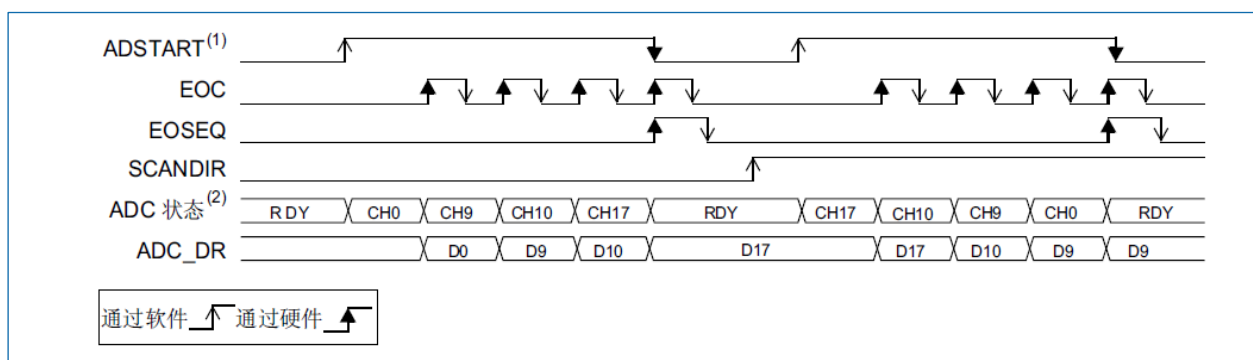 ADSTART(1)
EOC
EOSEQ
SCANDIR
ADC 状态(2) RDY CH0 CH9 CH10 CH17 RDY CH17 CH10 CH9 CH0 RDY
ADC_DR D0 D9 D10 D17 D17 D10 D9 D9
通过软件 通过硬件